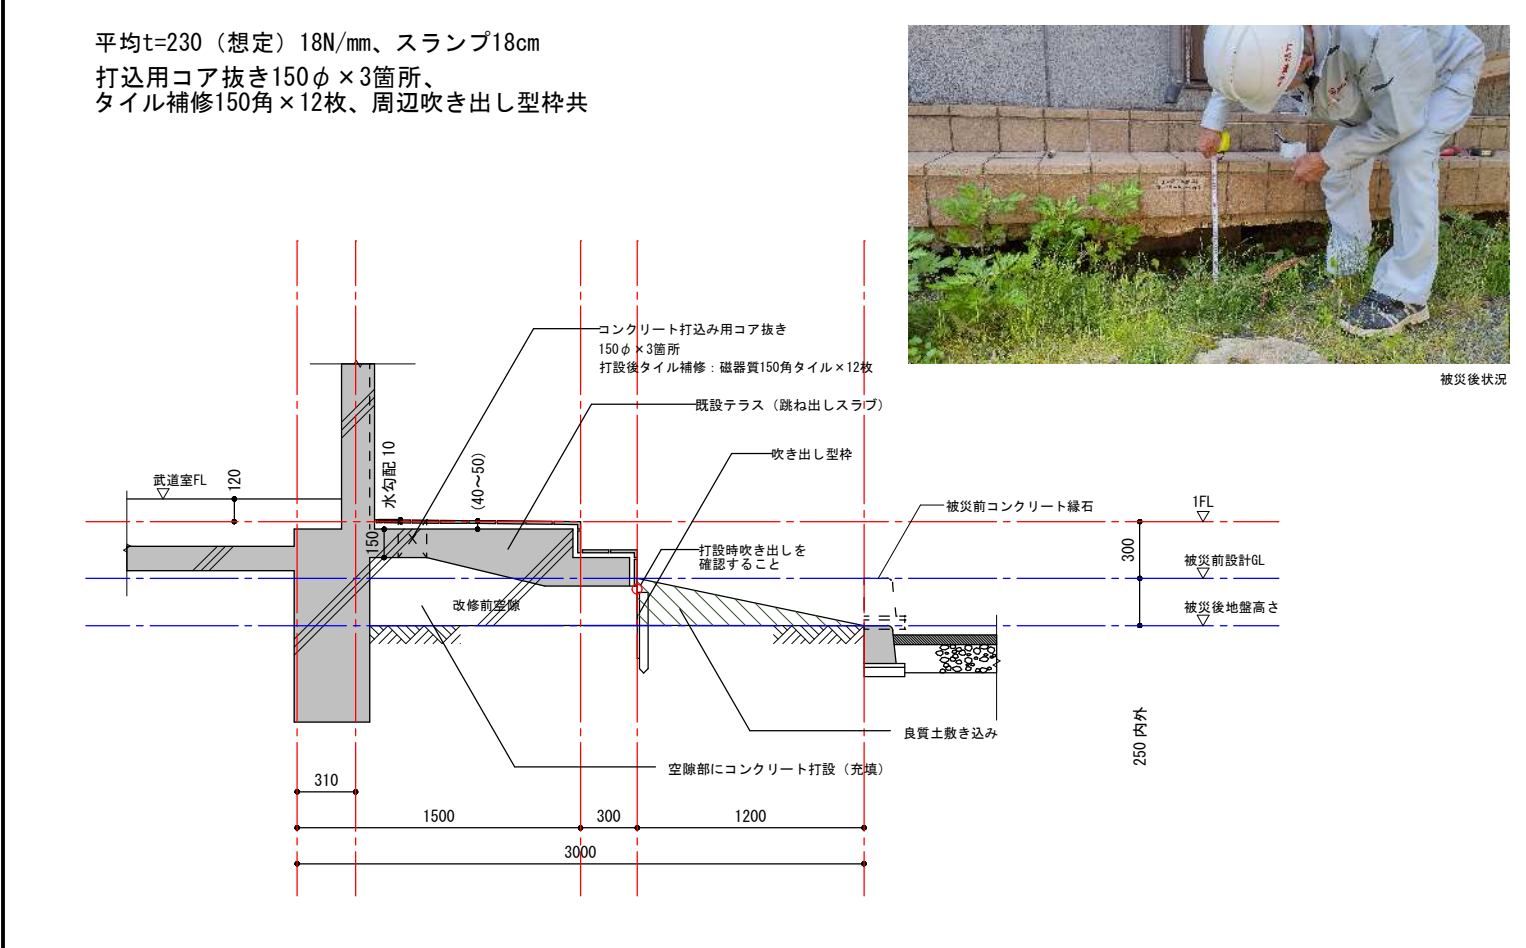 平均t=230（想定）18N/mm、スランプ18cm
打込用コア抜き150φ×3箇所、
タイル補修150角×12枚、周辺吹き出し型枠共
被災後状況
コンクリート打込み用コア抜き
150φ×3箇所
打設後タイル補修：磁器質150角タイル×12枚
既設テラス（跳ね出しスラブ）
吹き出し型枠
武道室FL
120
水勾配 10
(40～50)
150
被災前コンクリート縁石
1FL
打設時吹き出しを
確認すること
300
被災前設計GL
改修前空隙
被災後地盤高さ
250 内外
良質土敷き込み
空隙部にコンクリート打設（充填）
310
1500
300
1200
3000